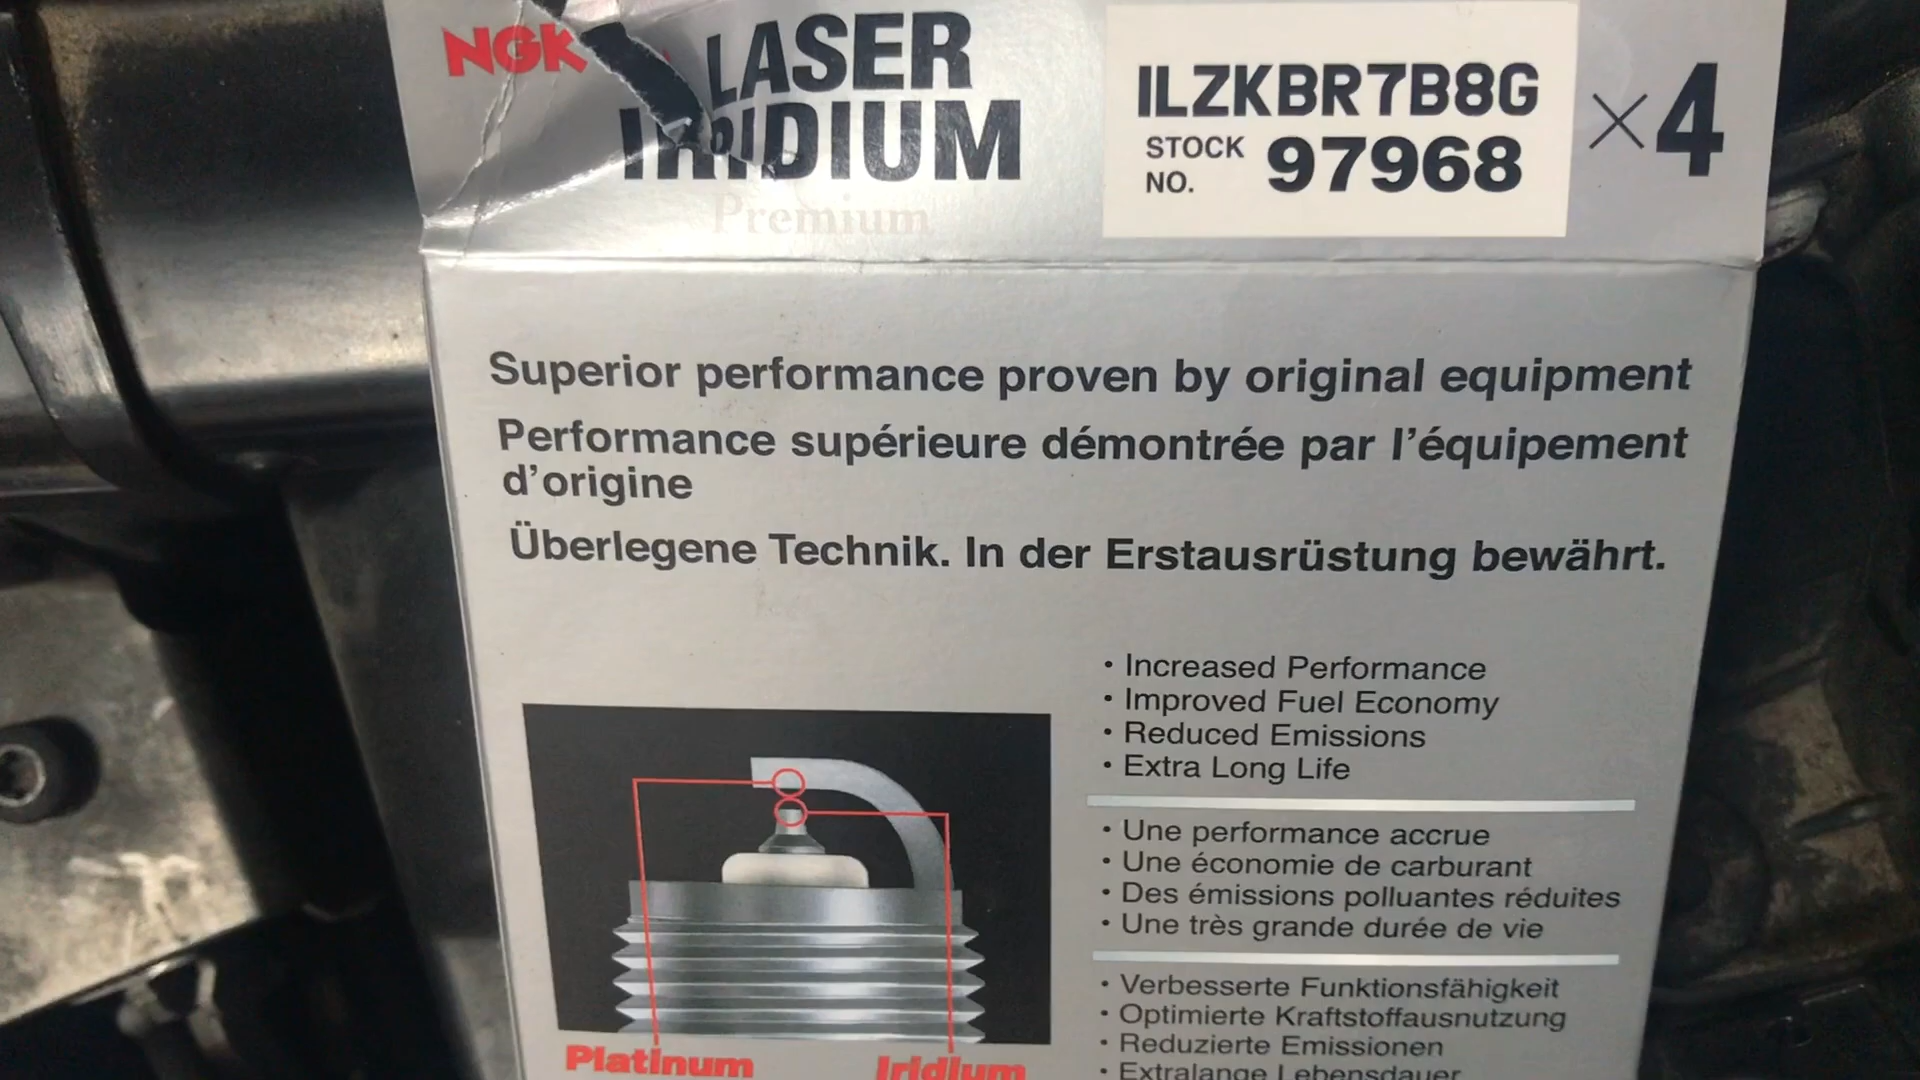 NGK
LASER
IRIDIUM
Premium
ILZKBR7B8G
STOCK
NO. 97968
×4
Superior performance proven by original equipment
Performance supérieure démontrée par l'équipement
d'origine
Überlegene Technik. In der Erstausrüstung bewährt.
• Increased Performance
• Improved Fuel Economy
• Reduced Emissions
• Extra Long Life
• Une performance accrue
• Une économie de carburant
• Des émissions polluantes réduites
• Une très grande durée de vie
• Verbesserte Funktionsfähigkeit
• Optimierte Kraftstoffausnutzung
• Reduzierte Emissionen
• Extralange Lebensdauer
Platinum
Iridium